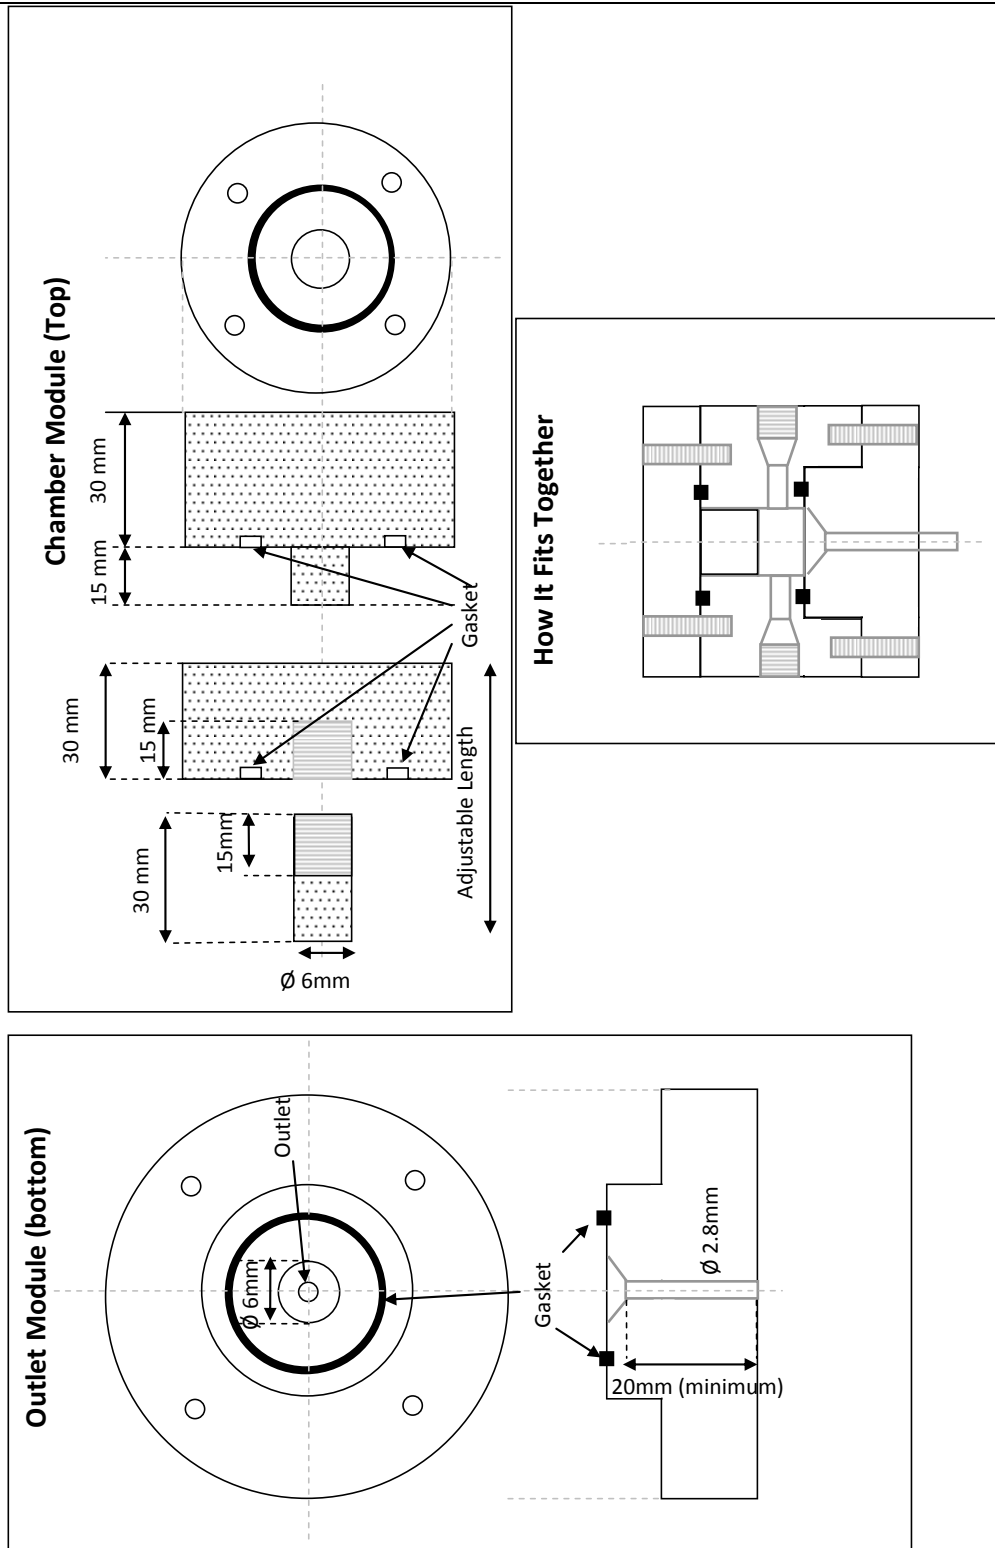 Chamber Module (Top)
30 mm
15 mm
Gasket
30 mm
15 mm
30 mm
15mm
Adjustable Length
Ø 6mm
How It Fits Together
Outlet Module (bottom)
Outlet
Ø 6mm
Gasket
Ø 2.8mm
20mm (minimum)